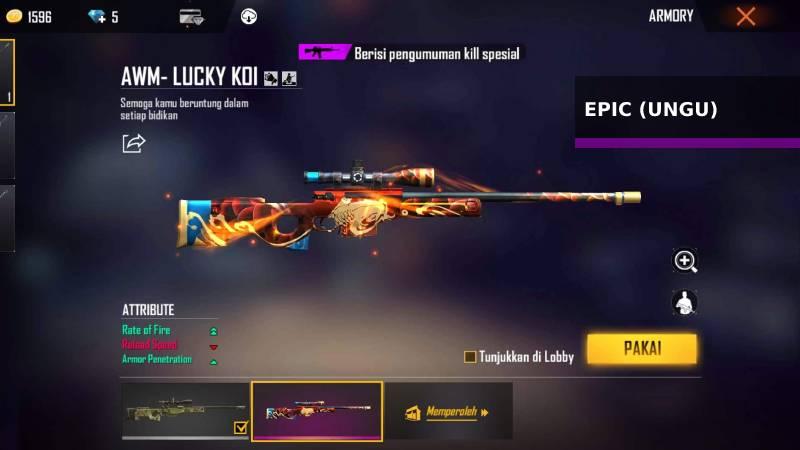 1596
5
ARMORY
Berisi pengumuman kill spesial
AWM- LUCKY KOI
Semoga kamu beruntung dalam
setiap bidikan
EPIC (UNGU)
1
ATTRIBUTE
Rate of Fire
Reload Speed
Armor Penetration
Tunjukkan di Lobby
PAKAI
Memperoleh